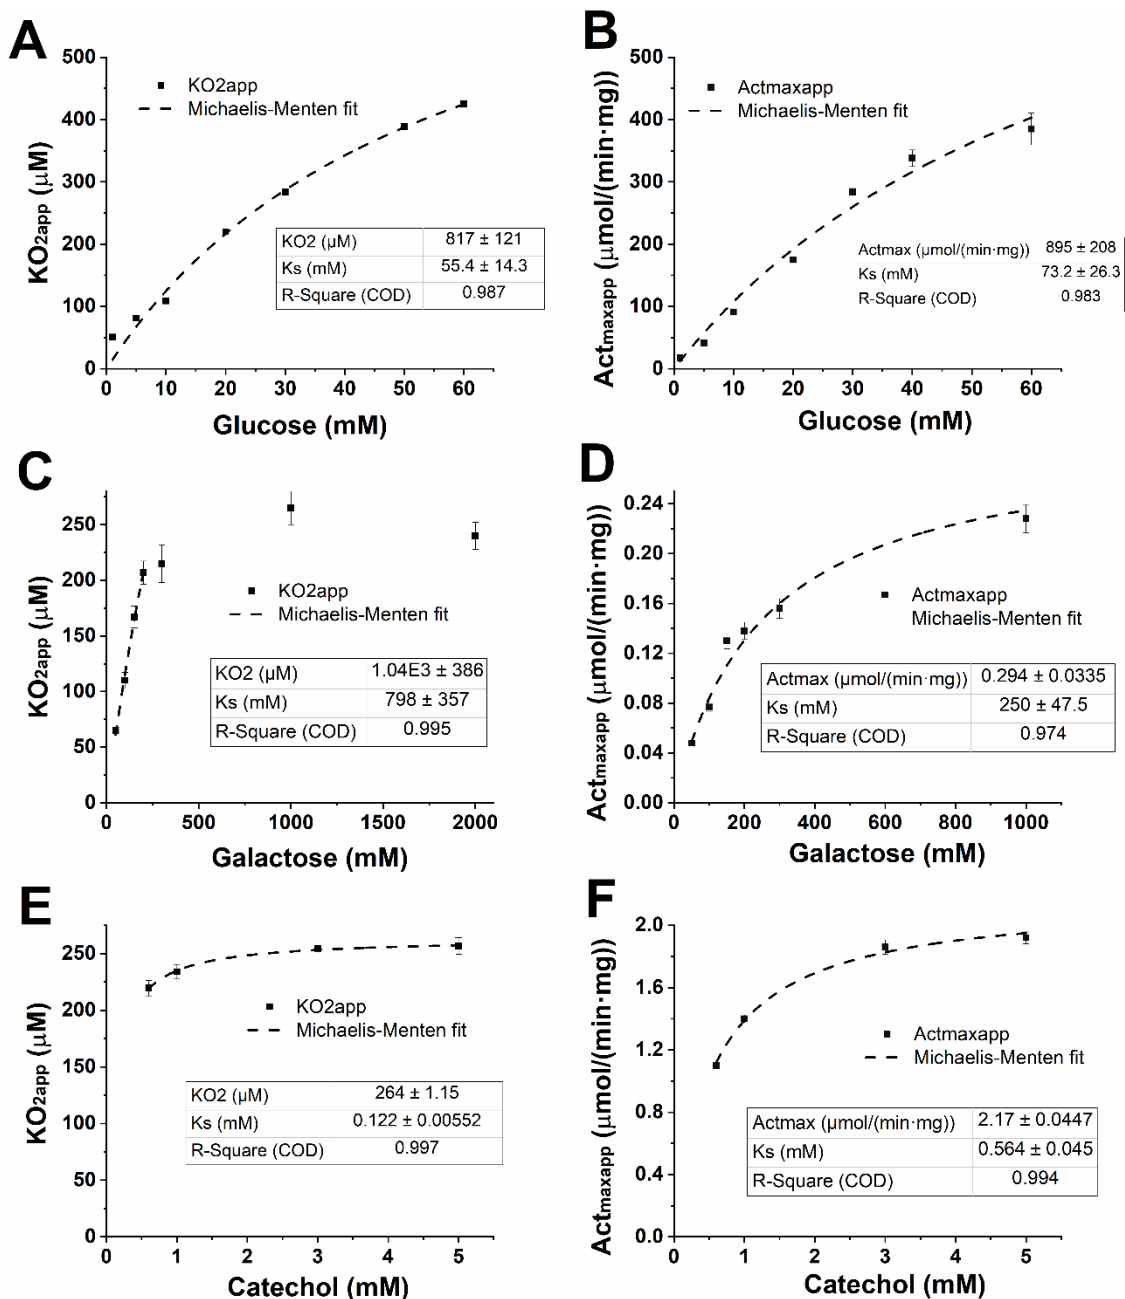 A
500
400
300
200
100
0
KO2app (μM)
KO2app
Michaelis-Menten fit
KO2 (μM) 817 ± 121
Ks (mM) 55.4 ± 14.3
R-Square (COD) 0.987
0 10 20 30 40 50 60
Glucose (mM)
B
500
400
300
200
100
0
Actmaxapp (μmol/(min·mg))
Actmaxapp
Michaelis-Menten fit
Actmax (μmol/(min·mg)) 895 ± 208
Ks (mM) 73.2 ± 26.3
R-Square (COD) 0.983
0 10 20 30 40 50 60
Glucose (mM)
C
250
200
150
100
50
0
KO2app (μM)
KO2app
Michaelis-Menten fit
KO2 (μM) 1.04E3 ± 386
Ks (mM) 798 ± 357
R-Square (COD) 0.995
0 500 1000 1500 2000
Galactose (mM)
D
0.24
0.20
0.16
0.12
0.08
0.04
0.00
Actmaxapp (μmol/(min·mg))
Actmaxapp
Michaelis-Menten fit
Actmax (μmol/(min·mg)) 0.294 ± 0.0335
Ks (mM) 250 ± 47.5
R-Square (COD) 0.974
0 200 400 600 800 1000
Galactose (mM)
E
250
200
150
100
50
0
KO2app (μM)
KO2app
Michaelis-Menten fit
KO2 (μM) 264 ± 1.15
Ks (mM) 0.122 ± 0.00552
R-Square (COD) 0.997
0 1 2 3 4 5
Catechol (mM)
F
2.0
1.6
1.2
0.8
0.4
0.0
Actmaxapp (μmol/(min·mg))
Actmaxapp
Michaelis-Menten fit
Actmax (μmol/(min·mg)) 2.17 ± 0.0447
Ks (mM) 0.564 ± 0.045
R-Square (COD) 0.994
0 1 2 3 4 5
Catechol (mM)